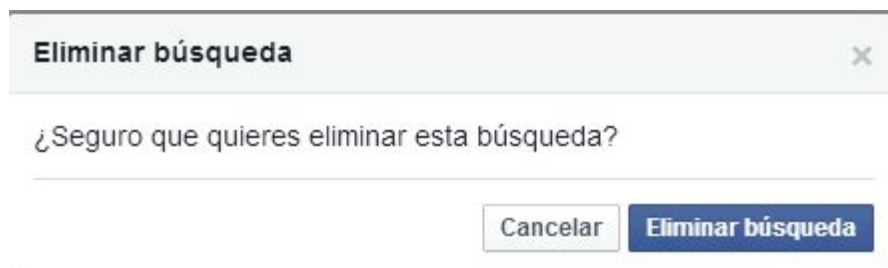 Eliminar búsqueda
¿Seguro que quieres eliminar esta búsqueda?
Cancelar Eliminar búsqueda